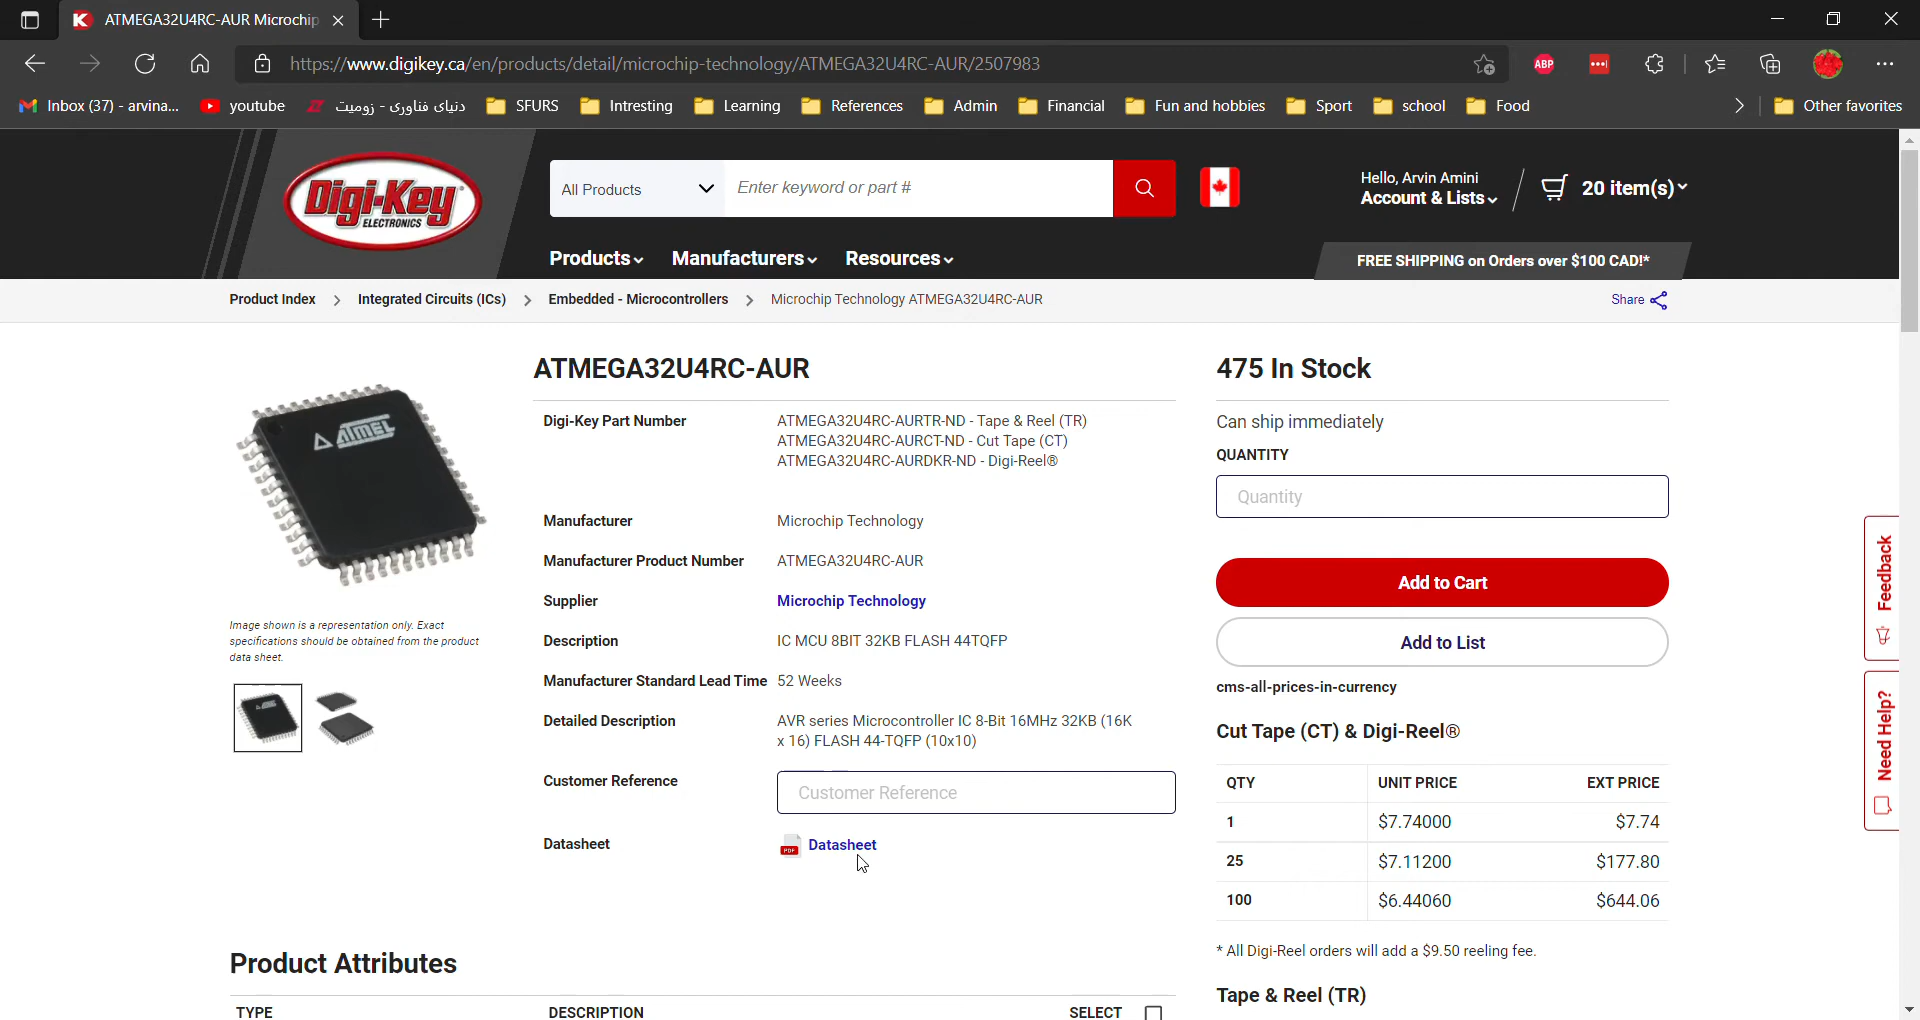 ATMEGA32U4RC-AUR Microchip
https://www.digikey.ca/en/products/detail/microchip-technology/ATMEGA32U4RC-AUR/2507983
ABP
Inbox (37) - arvina...
youtube
دنیای فناوری - زومیت
SFURS
Intresting
Learning
References
Admin
Financial
Fun and hobbies
Sport
school
Food
Other favorites
Digi-Key
ELECTRONICS
All Products
Enter keyword or part #
Hello, Arvin Amini
Account & Lists
20 item(s)
Products
Manufacturers
Resources
FREE SHIPPING on Orders over $100 CAD!*
Product Index > Integrated Circuits (ICs) > Embedded - Microcontrollers > Microchip Technology ATMEGA32U4RC-AUR
Share
ATMEL
Image shown is a representation only. Exact
specifications should be obtained from the product
data sheet.
ATMEGA32U4RC-AUR
Digi-Key Part Number
ATMEGA32U4RC-AURTR-ND - Tape & Reel (TR)
ATMEGA32U4RC-AURCT-ND - Cut Tape (CT)
ATMEGA32U4RC-AURDKR-ND - Digi-Reel®
Manufacturer Microchip Technology
Manufacturer Product Number ATMEGA32U4RC-AUR
Supplier Microchip Technology
Description IC MCU 8BIT 32KB FLASH 44TQFP
Manufacturer Standard Lead Time 52 Weeks
Detailed Description AVR series Microcontroller IC 8-Bit 16MHz 32KB (16K
x 16) FLASH 44-TQFP (10x10)
Customer Reference Customer Reference
Datasheet
PDF Datasheet
475 In Stock
Can ship immediately
QUANTITY
Quantity
Add to Cart
Add to List
cms-all-prices-in-currency
Cut Tape (CT) & Digi-Reel®
QTY UNIT PRICE EXT PRICE
1 $7.74000 $7.74
25 $7.11200 $177.80
100 $6.44060 $644.06
* All Digi-Reel orders will add a $9.50 reeling fee.
Tape & Reel (TR)
Feedback
Need Help?
Product Attributes
TYPE DESCRIPTION SELECT